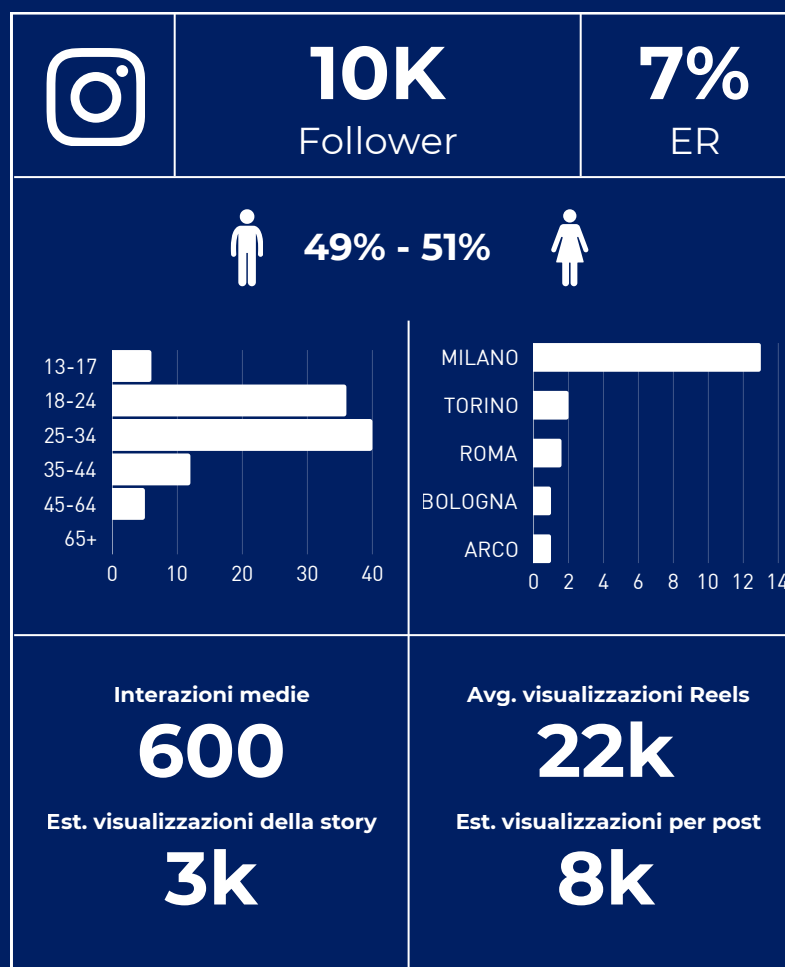 10K
Follower
7%
ER
49% - 51%
13-17
18-24
25-34
35-44
45-64
65+
0 10 20 30 40
MILANO
TORINO
ROMA
BOLOGNA
ARCO
0 2 4 6 8 10 12 14
Interazioni medie
600
Est. visualizzazioni della story
3k
Avg. visualizzazioni Reels
22k
Est. visualizzazioni per post
8k